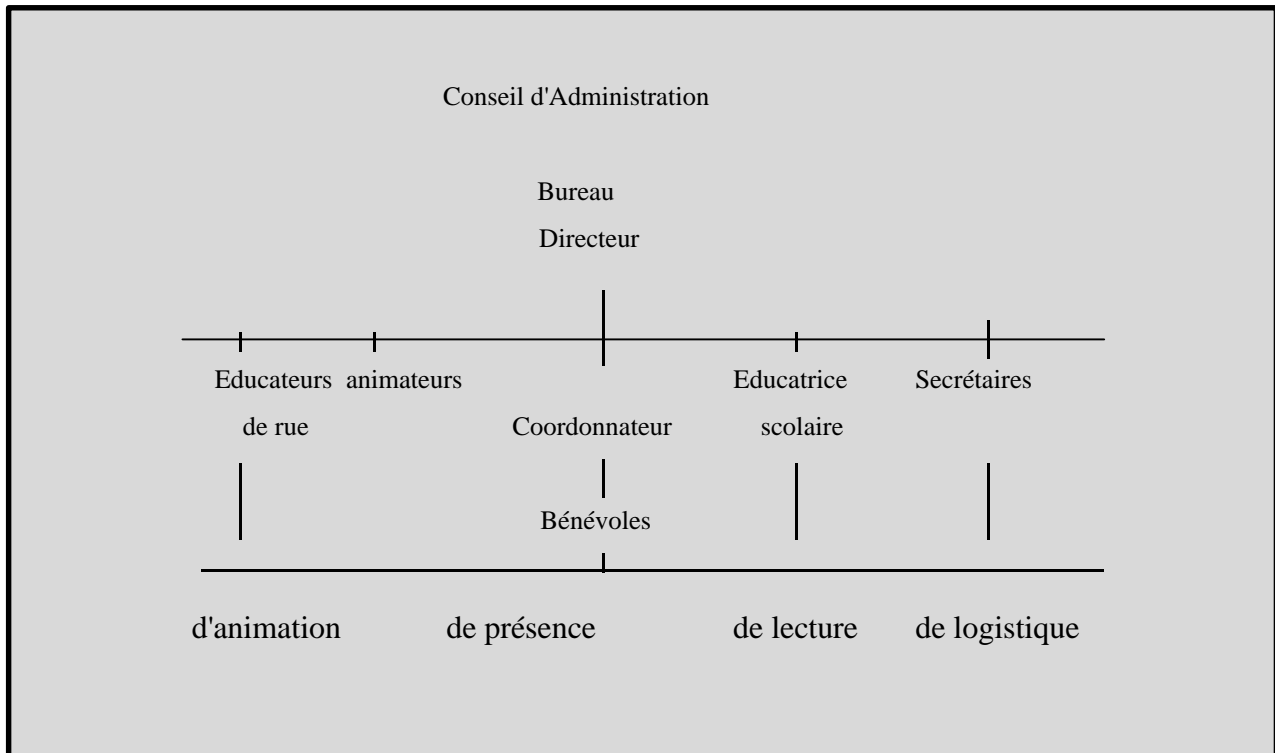 Conseil d'Administration
Bureau
Directeur
Educateurs animateurs Educatrice Secrétaires
de rue Coordonnateur scolaire
Bénévoles
d'animation de présence de lecture de logistique